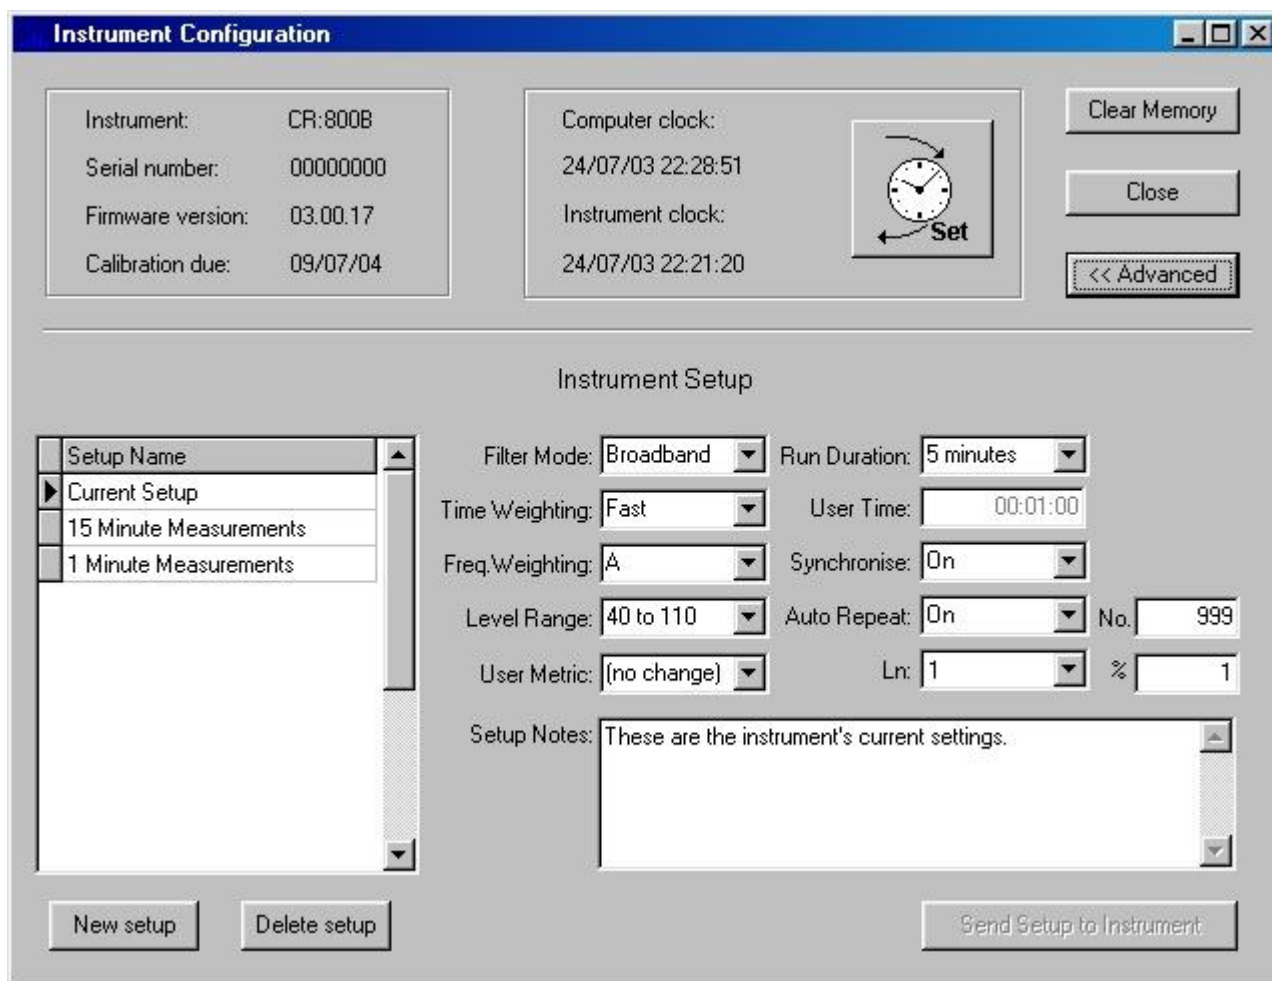 Instrument Configuration
Instrument: CR:800B
Serial number: 00000000
Firmware version: 03.00.17
Calibration due: 09/07/04
Computer clock:
24/07/03 22:28:51
Instrument clock:
24/07/03 22:21:20
Set
Clear Memory
Close
<< Advanced
Instrument Setup
Setup Name
Current Setup
15 Minute Measurements
1 Minute Measurements
Filter Mode: Broadband Run Duration: 5 minutes
Time Weighting: Fast User Time: 00:01:00
Freq.Weighting: A Synchronise: On
Level Range: 40 to 110 Auto Repeat: On No. 999
User Metric: (no change) Ln: 1 % 1
Setup Notes: These are the instrument's current settings.
New setup Delete setup Send Setup to Instrument